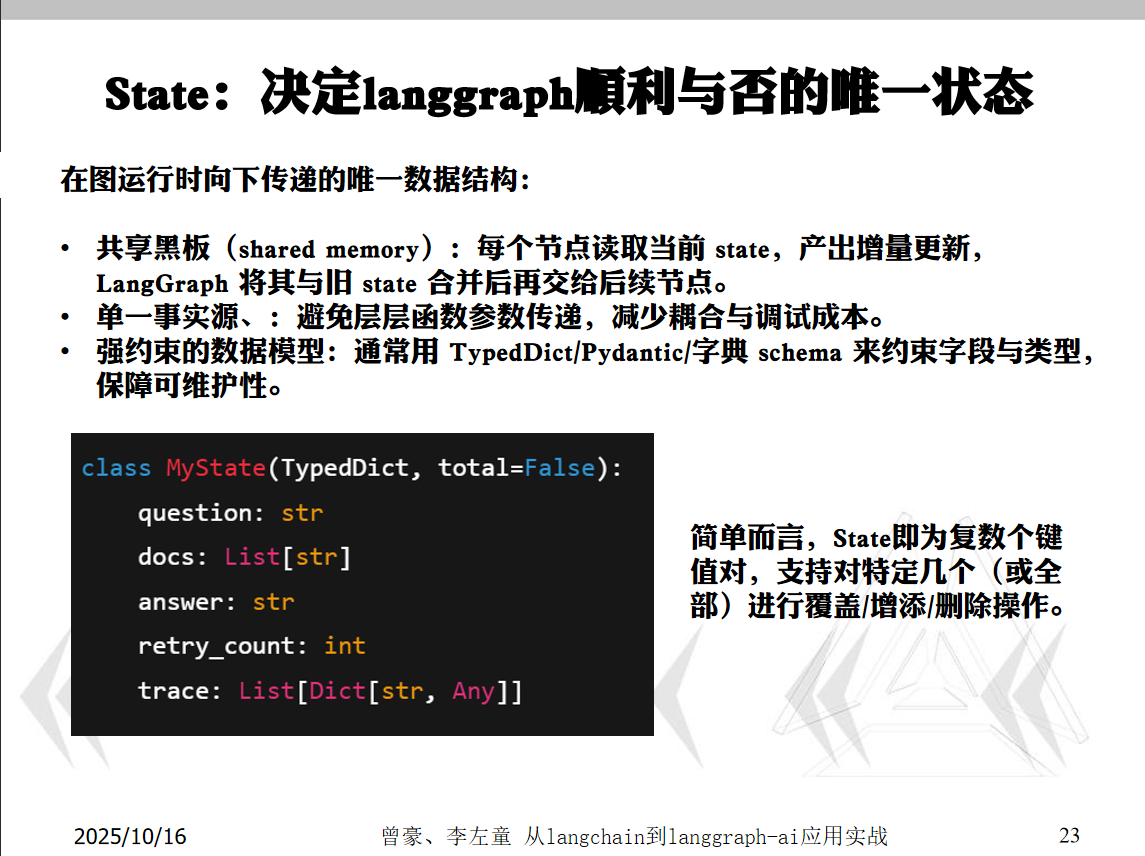 State：决定langgraph順利与否的唯一状态
在图运行时向下传递的唯一数据结构：
• 共享黑板（shared memory）：每个节点读取当前 state，产出增量更新，
LangGraph 将其与旧 state 合并后再交给后续节点。
• 单一事实源、：避免层层函数参数传递，减少耦合与调试成本。
• 强约束的数据模型：通常用 TypedDict/Pydantic/字典 schema 来约束字段与类型，
保障可维护性。
class MyState(TypedDict, total=False):
    question: str
    docs: List[str]
    answer: str
    retry_count: int
    trace: List[Dict[str, Any]]
简单而言，State即为复数个键
值对，支持对特定几个（或全
部）进行覆盖/增添/删除操作。
2025/10/16
曾豪、李左童 从langchain到langgraph-ai应用实战
23